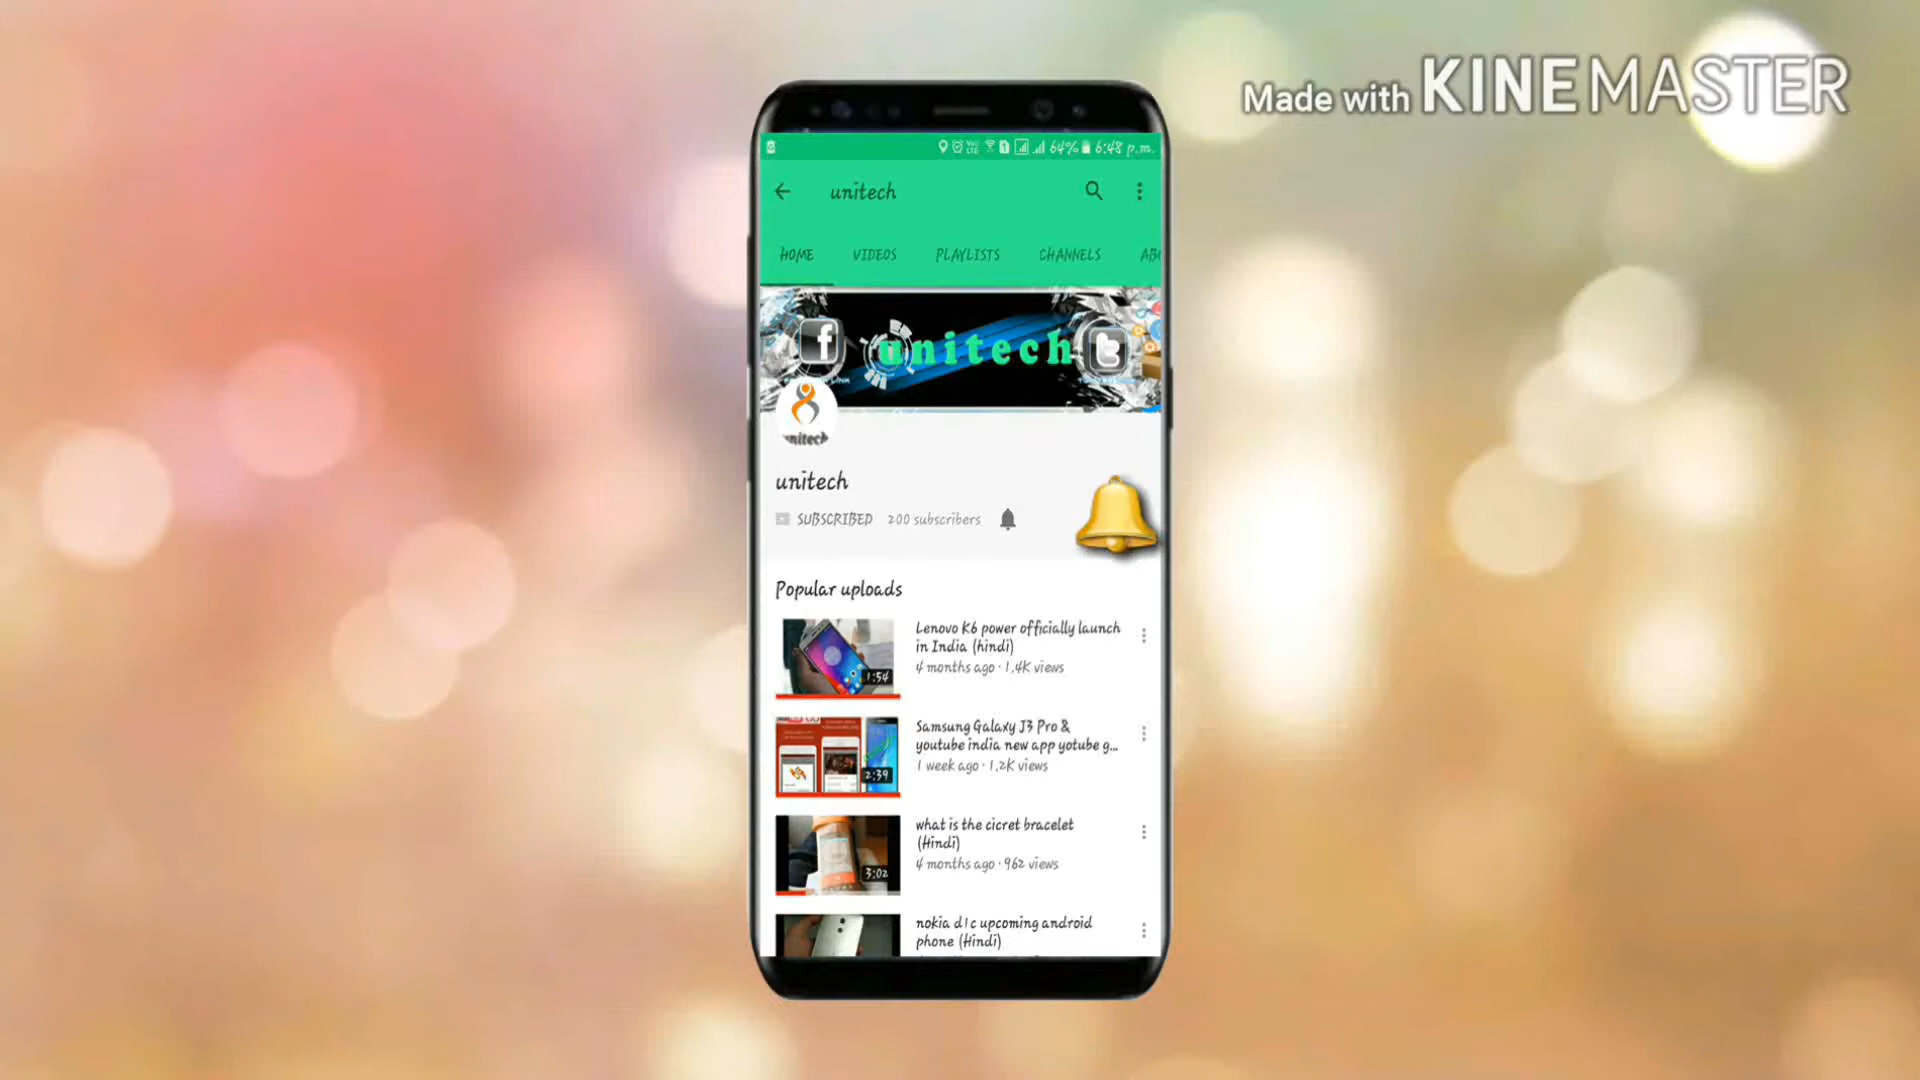 Made with KINEMASTER
64% 6:48 p.m.
unitech
HOME VIDEOS PLAYLISTS CHANNELS
unitech
unitech
unitech
SUBSCRIBED 200 subscribers
Popular uploads
Lenovo K6 power officially launch
in India (hindi)
4 months ago · 1.4K views
1:54
Samsung Galaxy J3 Pro &
youtube india new app yotube g...
1 week ago · 1.2K views
2:39
what is the cicret bracelet
(Hindi)
4 months ago · 962 views
3:02
nokia d1c upcoming android
phone (Hindi)